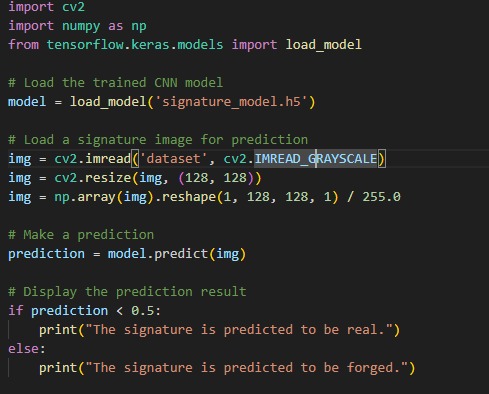 import cv2
import numpy as np
from tensorflow.keras.models import load_model
# Load the trained CNN model
model = load_model('signature_model.h5')
# Load a signature image for prediction
img = cv2.imread('dataset', cv2.IMREAD_GRAYSCALE)
img = cv2.resize(img, (128, 128))
img = np.array(img).reshape(1, 128, 128, 1) / 255.0
# Make a prediction
prediction = model.predict(img)
# Display the prediction result
if prediction < 0.5:
    print("The signature is predicted to be real.")
else:
    print("The signature is predicted to be forged.")